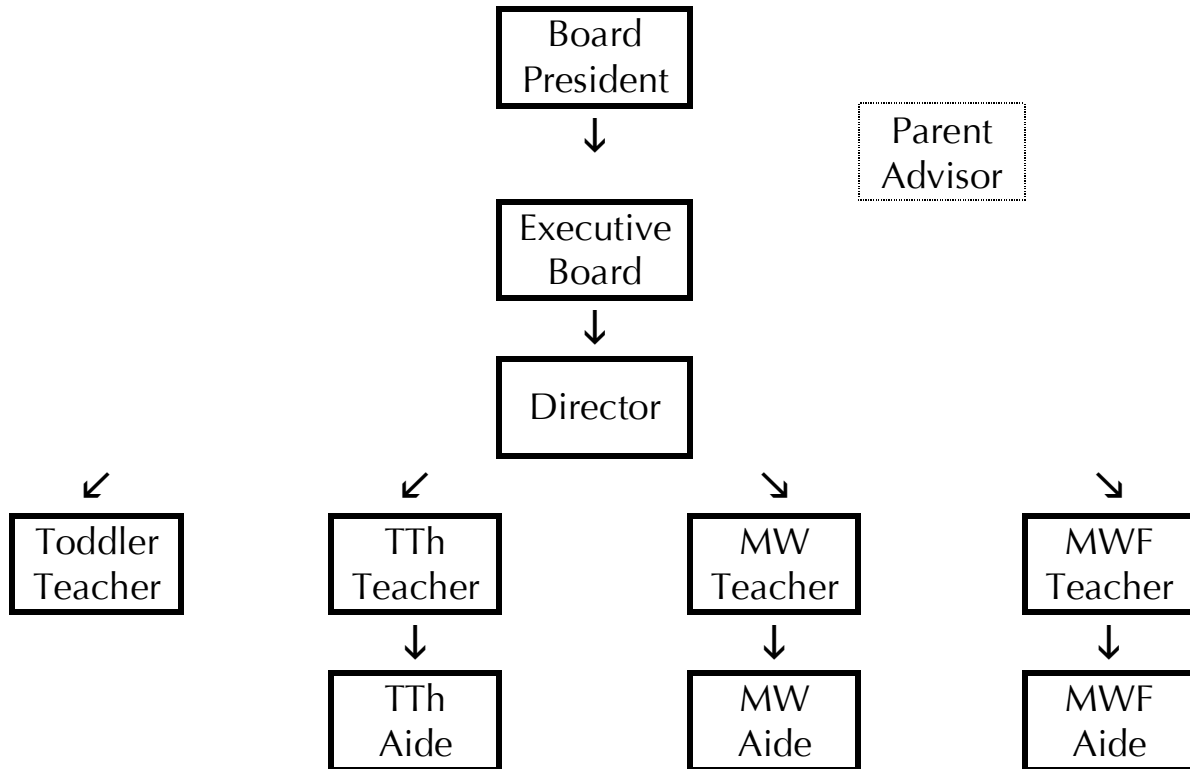 Board
President
↓
Parent
Advisor
Executive
Board
↓
Director
↙ ↙ ↘ ↘
Toddler
Teacher
TTh
Teacher
MW
Teacher
MWF
Teacher
↓ ↓ ↓
TTh
Aide
MW
Aide
MWF
Aide